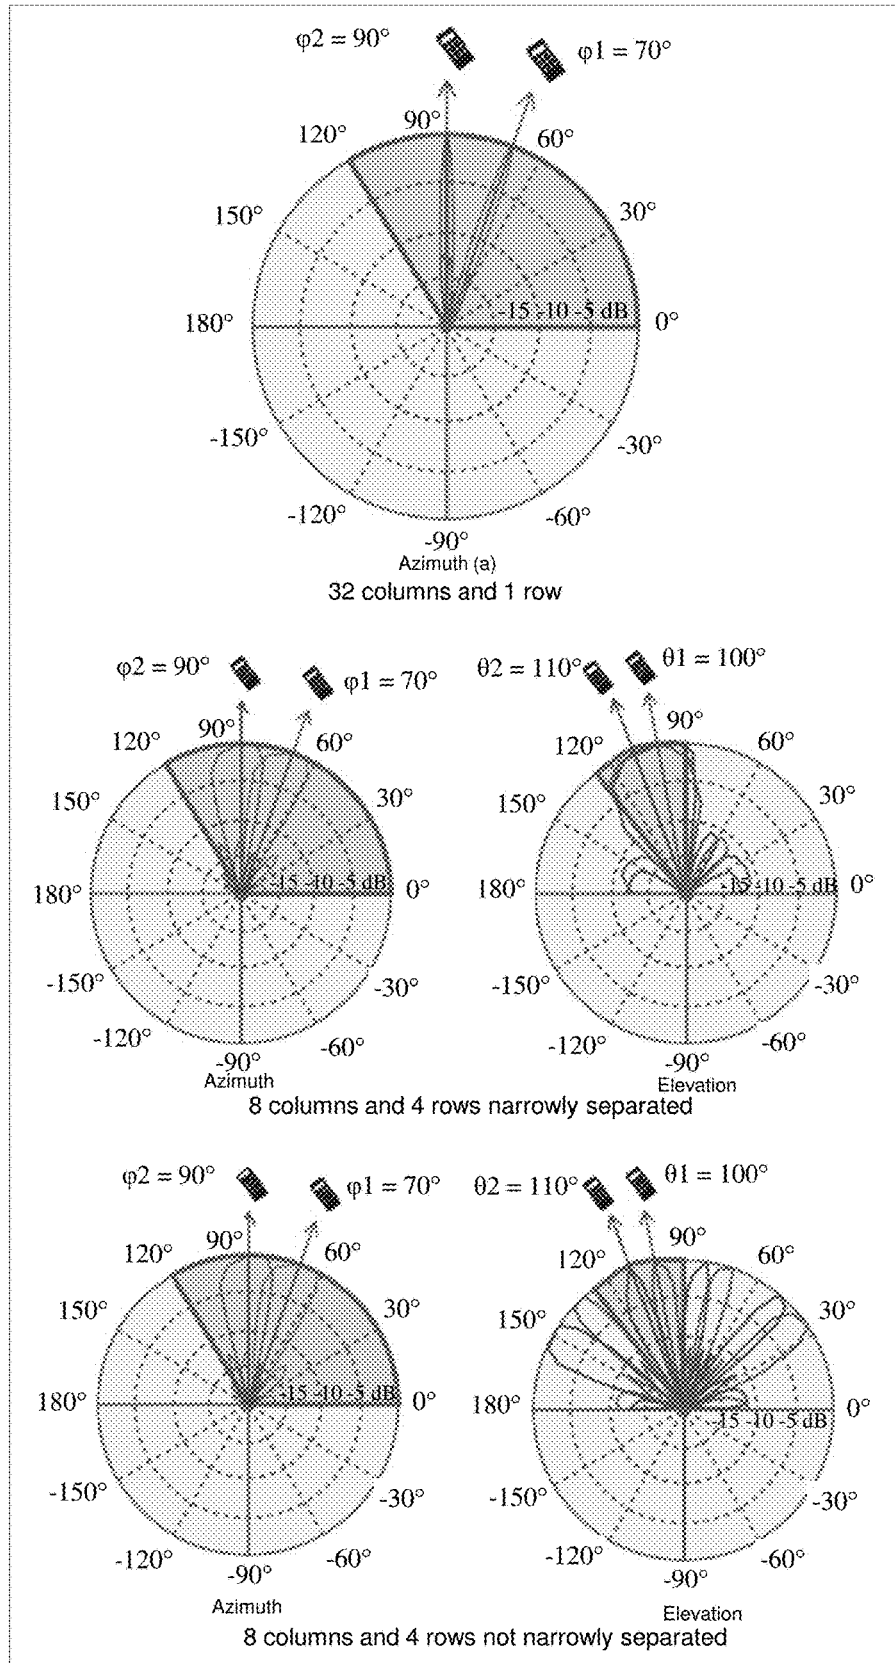 φ2 = 90°
φ1 = 70°
90°
120°
60°
150°
30°
180°
-15 -10 -5 dB
0°
-150°
-30°
-120°
-60°
-90°
Azimuth (a)
32 columns and 1 row
φ2 = 90°
φ1 = 70°
90°
120°
60°
150°
30°
180°
-15 -10 -5 dB
0°
-150°
-30°
-120°
-60°
-90°
Azimuth
θ2 = 110°
θ1 = 100°
90°
120°
60°
150°
30°
180°
-15 -10 -5 dB
0°
-150°
-30°
-120°
-60°
-90°
Elevation
8 columns and 4 rows narrowly separated
φ2 = 90°
φ1 = 70°
90°
120°
60°
150°
30°
180°
-15 -10 -5 dB
0°
-150°
-30°
-120°
-60°
-90°
Azimuth
θ2 = 110°
θ1 = 100°
90°
120°
60°
150°
30°
180°
-15 -10 -5 dB
0°
-150°
-30°
-120°
-60°
-90°
Elevation
8 columns and 4 rows not narrowly separated